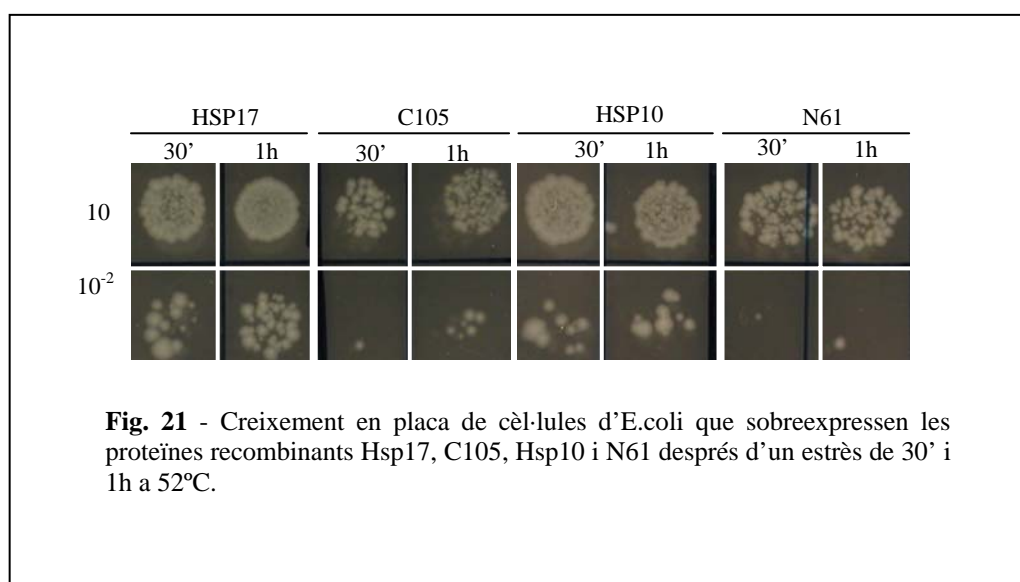 HSP17 C105 HSP10 N61
30’ 1h 30’ 1h 30’ 1h 30’ 1h
10
10-2
Fig. 21 - Creixement en placa de cèl·lules d’E.coli que sobreexpressen les
proteïnes recombinants Hsp17, C105, Hsp10 i N61 després d’un estrès de 30’ i
1h a 52ºC.